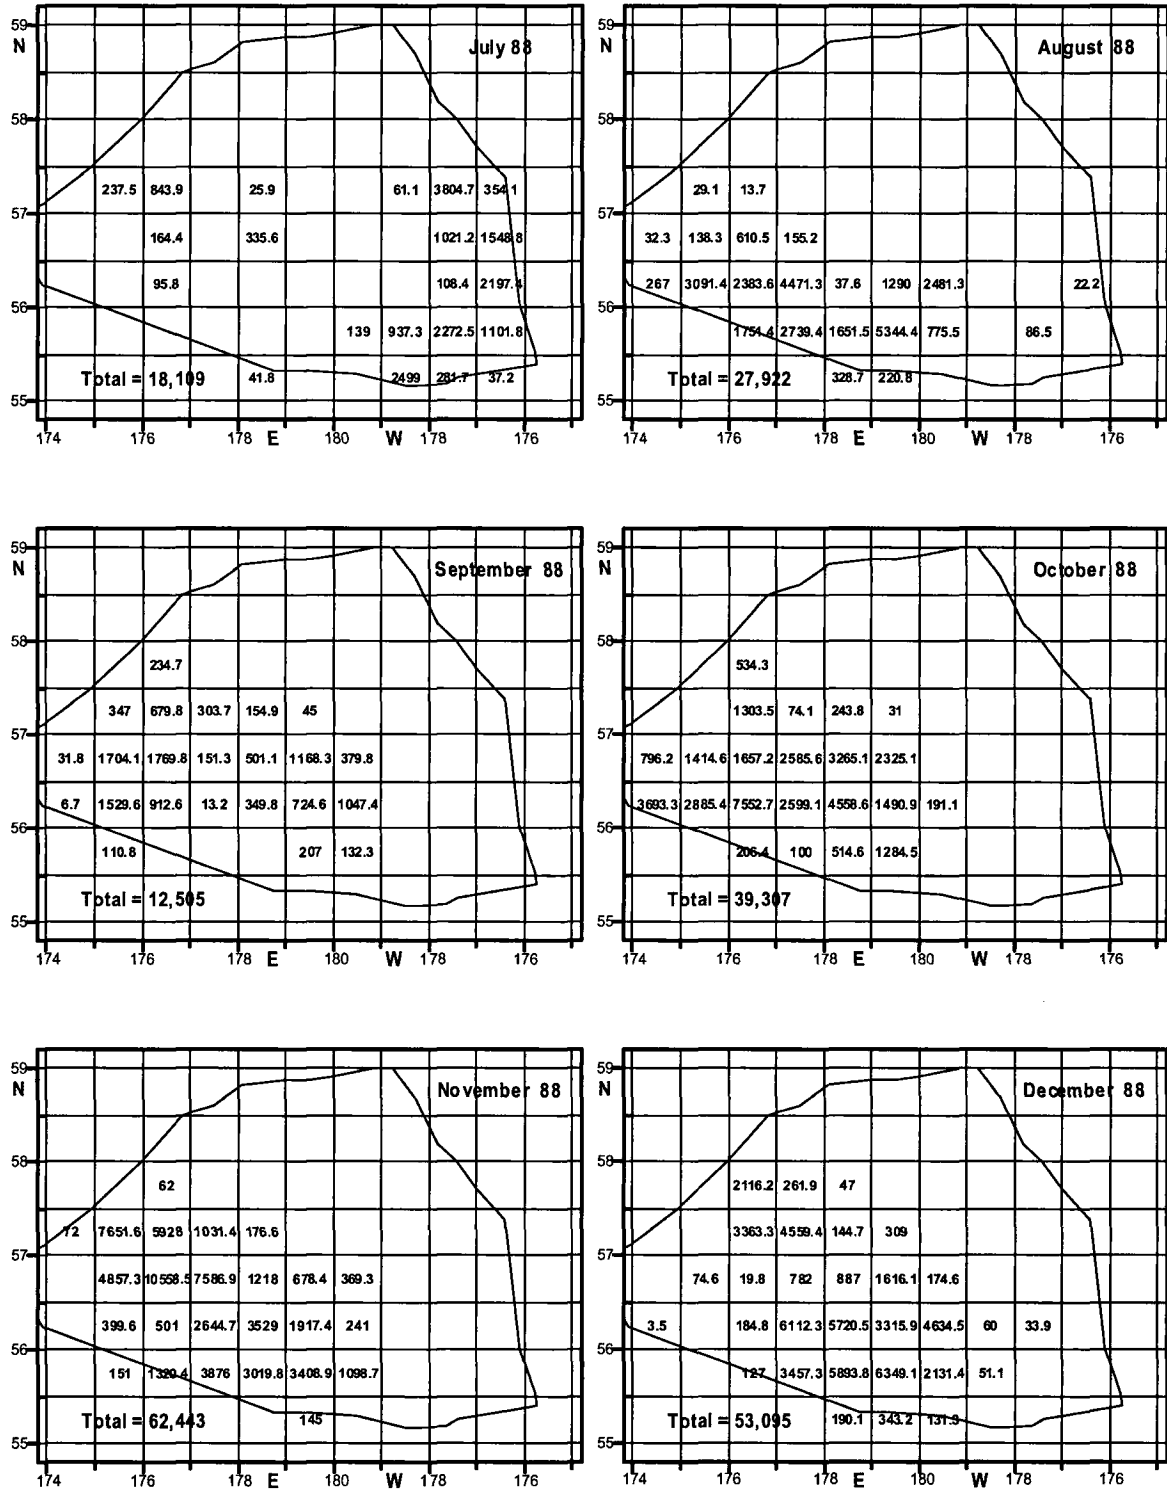 59 59
N July 88 N August 88
58 58
237.5 843.9 25.9 61.1 3804.7 354.1 29.1 13.7
57 57
164.4 335.6 1021.2 1548.8 32.3 138.3 610.5 155.2
95.8 108.4 2197.4 267 3091.4 2383.6 4471.3 37.6 1290 2481.3 22.2
56 56
139 937.3 2272.5 1101.8 1751.4 2739.4 1651.5 5344.4 775.5 86.5
Total = 18,109 41.8 2499 281.7 37.2 Total = 27,922 328.7 220.8
55 55
174 176 178 E 180 W 178 176 174 176 178 E 180 W 178 176
59 59
N September 88 N October 88
58 58
234.7 534.3
347 679.8 303.7 154.9 45 1303.5 74.1 243.8 31
57 57
31.8 1704.1 1769.8 151.3 501.1 1168.3 379.8 796.2 1414.6 1657.2 2585.6 3265.1 2325.1
6.7 1529.6 912.6 13.2 349.8 724.6 1047.4 3693.3 2885.4 7552.7 2599.1 4558.6 1490.9 191.1
56 56
110.8 207 132.3 206.4 100 514.6 1284.5
Total = 12,505 Total = 39,307
55 55
174 176 178 E 180 W 178 176 174 176 178 E 180 W 178 176
59 59
N November 88 N December 88
58 58
62 2116.2 261.9 47
72 7651.6 5928 1031.4 176.6 3363.3 4559.4 144.7 309
57 57
4857.3 10558.5 7586.9 1218 678.4 369.3 74.6 19.8 782 887 1616.1 174.6
399.6 501 2644.7 3529 1917.4 241 3.5 184.8 6112.3 5720.5 3315.9 4634.5 60 33.9
56 56
151 1320.4 3876 3019.8 3408.9 1098.7 127 3457.3 5893.8 6349.1 2131.4 51.1
Total = 62,443 145 Total = 53,095 190.1 343.2 131.3
55 55
174 176 178 E 180 W 178 176 174 176 178 E 180 W 178 176